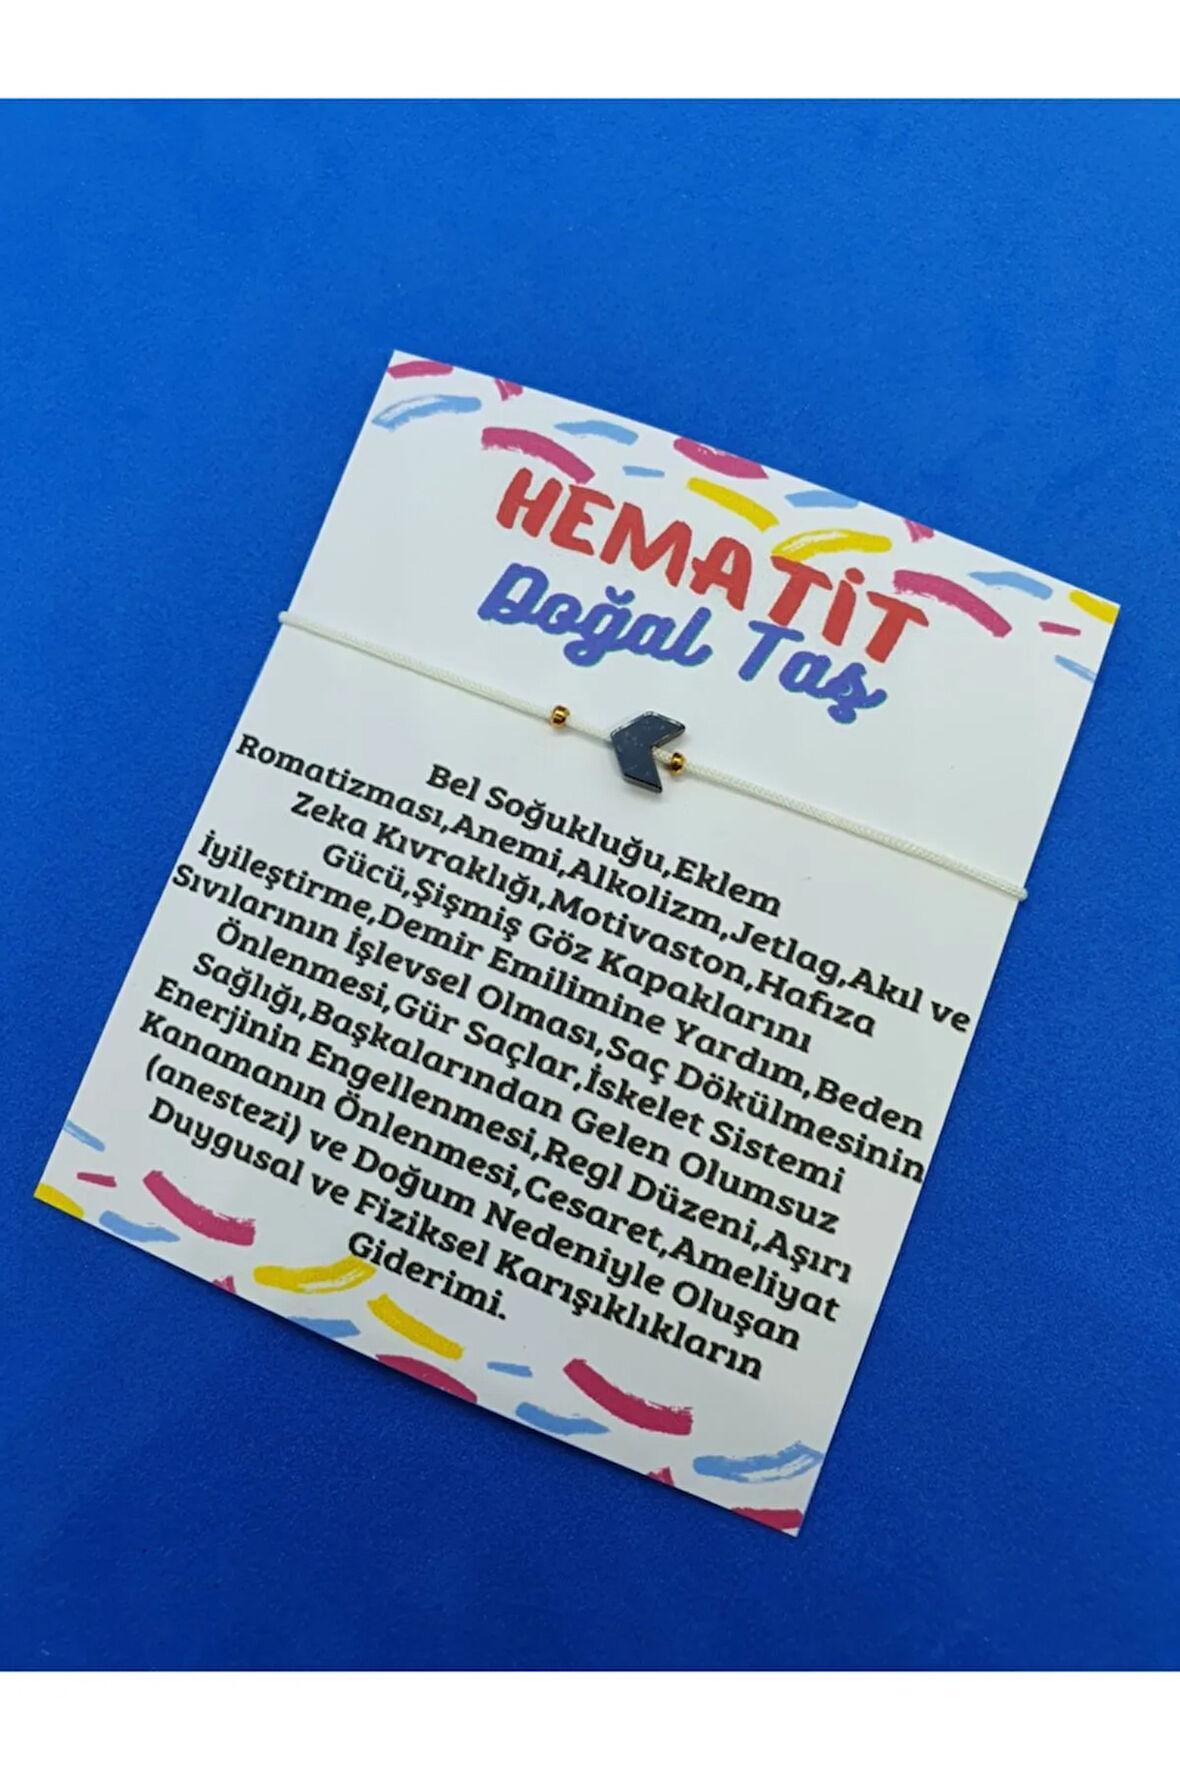 HEMATİT
Doğal Taş
Bel Soğukluğu,Eklem
Romatizması,Anemi,Alkolizm,Jetlag,Akıl ve
Zeka Kıvraklığı,Motivaston,Hafıza
Gücü,Şişmiş Göz Kapaklarını
İyileştirme,Demir Emilimine Yardım,Beden
Sıvılarının İşlevsel Olması,Saç Dökülmesinin
Önlenmesi,Gür Saçlar,İskelet Sistemi
Sağlığı,Başkalarından Gelen Olumsuz
Enerjinin Engellenmesi,Regl Düzeni,Aşırı
Kanamanın Önlenmesi,Cesaret,Ameliyat
(anestezi) ve Doğum Nedeniyle Oluşan
Duygusal ve Fiziksel Karışıklıkların
Giderimi.